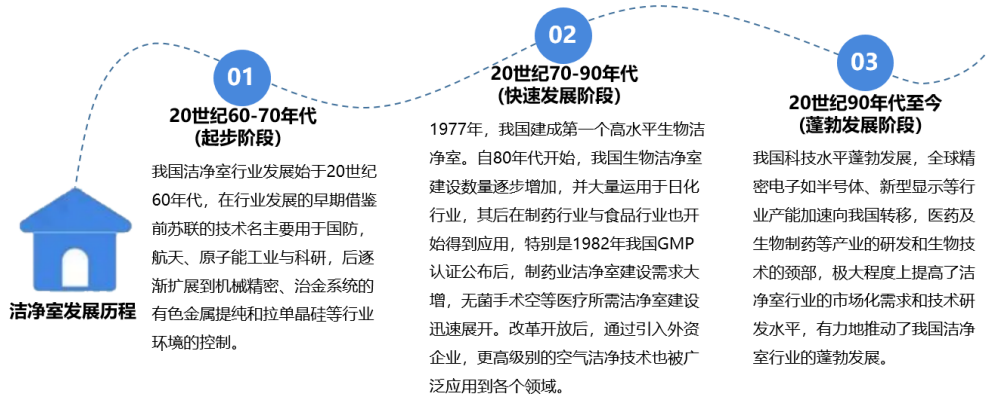 01
20世纪60-70年代
(起步阶段)
我国洁净室行业发展始于20世纪
60年代，在行业发展的早期借鉴
前苏联的技术名主要用于国防，
航天、原子能工业与科研，后逐
渐扩展到机械精密、冶金系统的
有色金属提纯和拉单晶硅等行业
环境的控制。
02
20世纪70-90年代
(快速发展阶段)
1977年，我国建成第一个高水平生物洁
净室。自80年代开始，我国生物洁净室
建设数量逐步增加，并大量运用于日化
行业，其后在制药行业与食品行业也开
始得到应用，特别是1982年我国GMP
认证公布后，制药业洁净室建设需求大
增，无菌手术空等医疗所需洁净室建设
迅速展开。改革开放后，通过引入外资
企业，更高级别的空气洁净技术也被广
泛应用到各个领域。
03
20世纪90年代至今
(蓬勃发展阶段)
我国科技水平蓬勃发展，全球精
密电子如半号体、新型显示等行
业产能加速向我国转移，医药及
生物制药等产业的研发和生物技
术的颈部，极大程度上提高了洁
净室行业的市场化需求和技术研
发水平，有力地推动了我国洁净
室行业的蓬勃发展。
洁净室发展历程